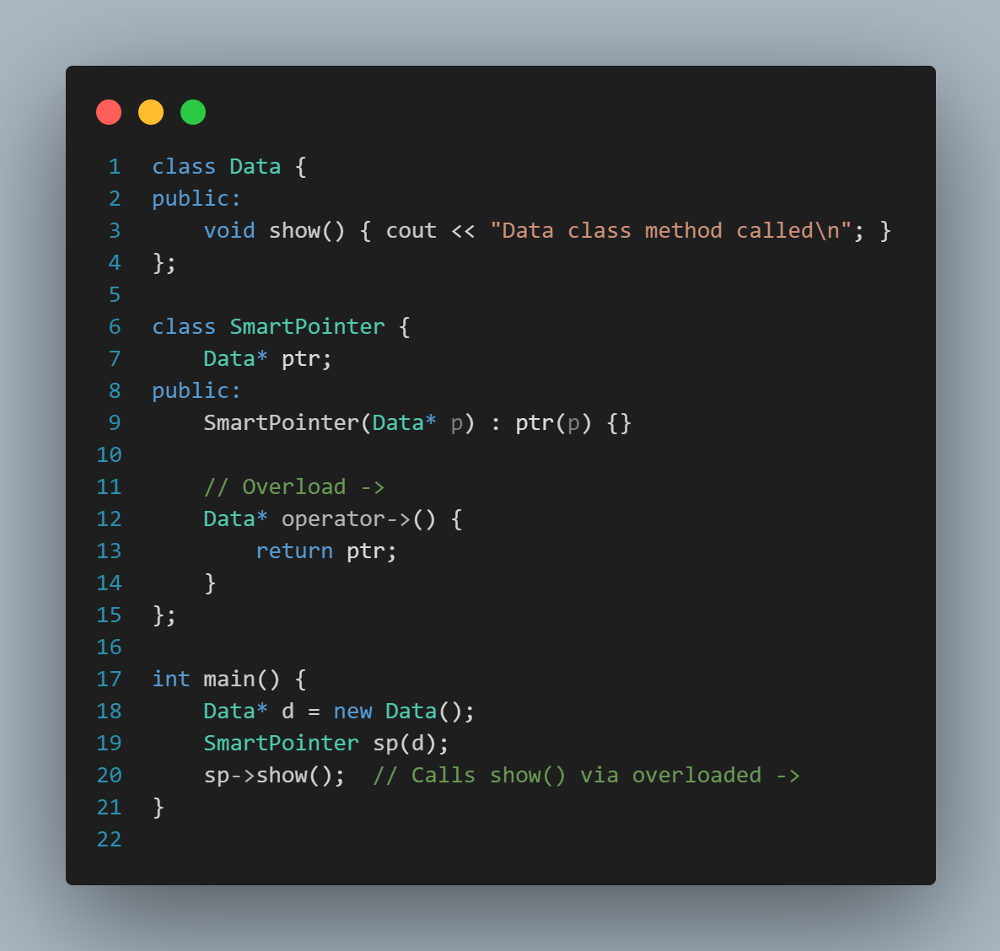 1 class Data {
2 public:
3     void show() { cout << "Data class method called\n"; }
4 };
5
6 class SmartPointer {
7     Data* ptr;
8 public:
9     SmartPointer(Data* p) : ptr(p) {}
10
11     // Overload ->
12     Data* operator->() {
13         return ptr;
14     }
15 };
16
17 int main() {
18     Data* d = new Data();
19     SmartPointer sp(d);
20     sp->show();  // Calls show() via overloaded ->
21 }
22